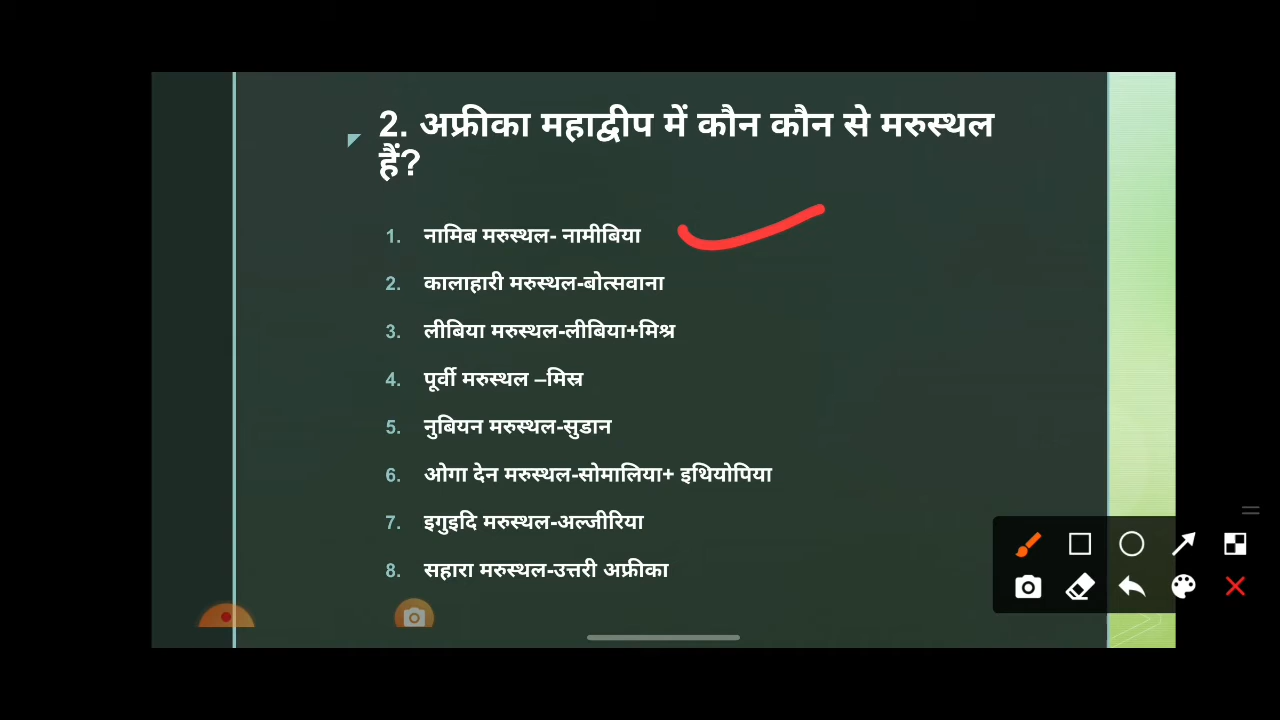 2. अफ्रीका महाद्वीप में कौन कौन से मरुस्थल
हैं?
1. नामिब मरुस्थल- नामीबिया
2. कालाहारी मरुस्थल-बोत्सवाना
3. लीबिया मरुस्थल-लीबिया+मिश्र
4. पूर्वी मरुस्थल –मिस्र
5. नुबियन मरुस्थल-सुडान
6. ओगा देन मरुस्थल-सोमालिया+ इथियोपिया
7. इगुइदि मरुस्थल-अल्जीरिया
8. सहारा मरुस्थल-उत्तरी अफ्रीका